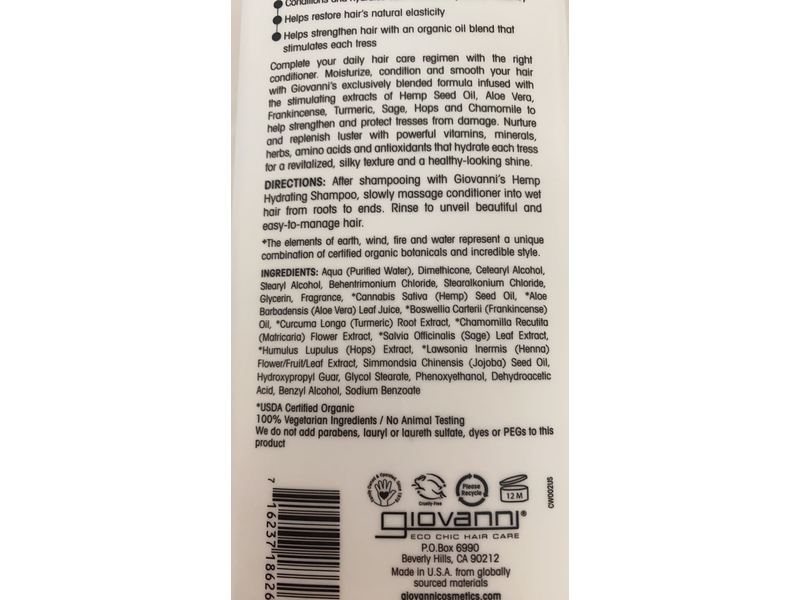 Helps restore hair's natural elasticity
Helps strengthen hair with an organic oil blend that
stimulates each tress
Complete your daily hair care regimen with the right
conditioner. Moisturize, condition and smooth your hair
with Giovanni's exclusively blended formula infused with
the stimulating extracts of Hemp Seed Oil, Aloe Vera,
Frankincense, Turmeric, Sage, Hops and Chamomile to
help strengthen and protect tresses from damage. Nurture
and replenish luster with powerful vitamins, minerals,
herbs, amino acids and antioxidants that hydrate each tress
for a revitalized, silky texture and a healthy-looking shine.
DIRECTIONS: After shampooing with Giovanni's Hemp
Hydrating Shampoo, slowly massage conditioner into wet
hair from roots to ends. Rinse to unveil beautiful and
easy-to-manage hair.
*The elements of earth, wind, fire and water represent a unique
combination of certified organic botanicals and incredible style.
INGREDIENTS: Aqua (Purified Water), Dimethicone, Cetearyl Alcohol,
Stearyl Alcohol, Behentrimonium Chloride, Stearalkonium Chloride,
Glycerin, Fragrance, *Cannabis Sativa (Hemp) Seed Oil, *Aloe
Barbadensis (Aloe Vera) Leaf Juice, *Boswellia Carterii (Frankincense)
Oil, *Curcuma Longa (Turmeric) Root Extract, *Chamomilla Recutita
(Matricaria) Flower Extract, *Salvia Officinalis (Sage) Leaf Extract,
*Humulus Lupulus (Hops) Extract, *Lawsonia Inermis (Henna)
Flower/Fruit/Leaf Extract, Simmondsia Chinensis (Jojoba) Seed Oil,
Hydroxypropyl Guar, Glycol Stearate, Phenoxyethanol, Dehydroacetic
Acid, Benzyl Alcohol, Sodium Benzoate
*USDA Certified Organic
100% Vegetarian Ingredients / No Animal Testing
We do not add parabens, lauryl or laureth sulfate, dyes or PEGs to this
product
Cruelty-Free
Please
Recycle
12 M
CW002US
7 16237 18626
giovanni®
ECO CHIC HAIR CARE
P.O.Box 6990
Beverly Hills, CA 90212
Made in U.S.A. from globally
sourced materials
giovannicosmetics.com